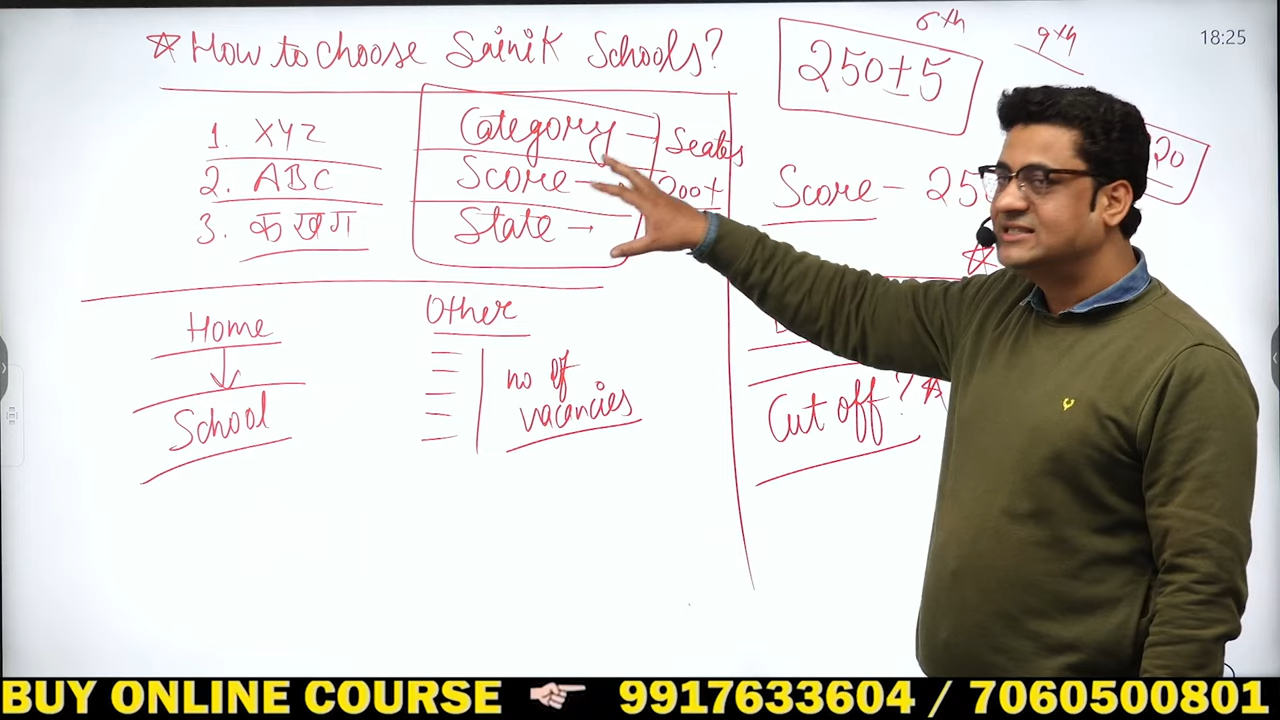 ☆ How to choose Sainik Schools?
6th
9th
18:25
250±5
1. XYZ
2. ABC
3. क ख ग
Category → Seats
Score → 200+
State →
Score - 25
20
Home
↓
School
Other
no of
vacancies
Cut off?
BUY ONLINE COURSE 9917633604 / 7060500801